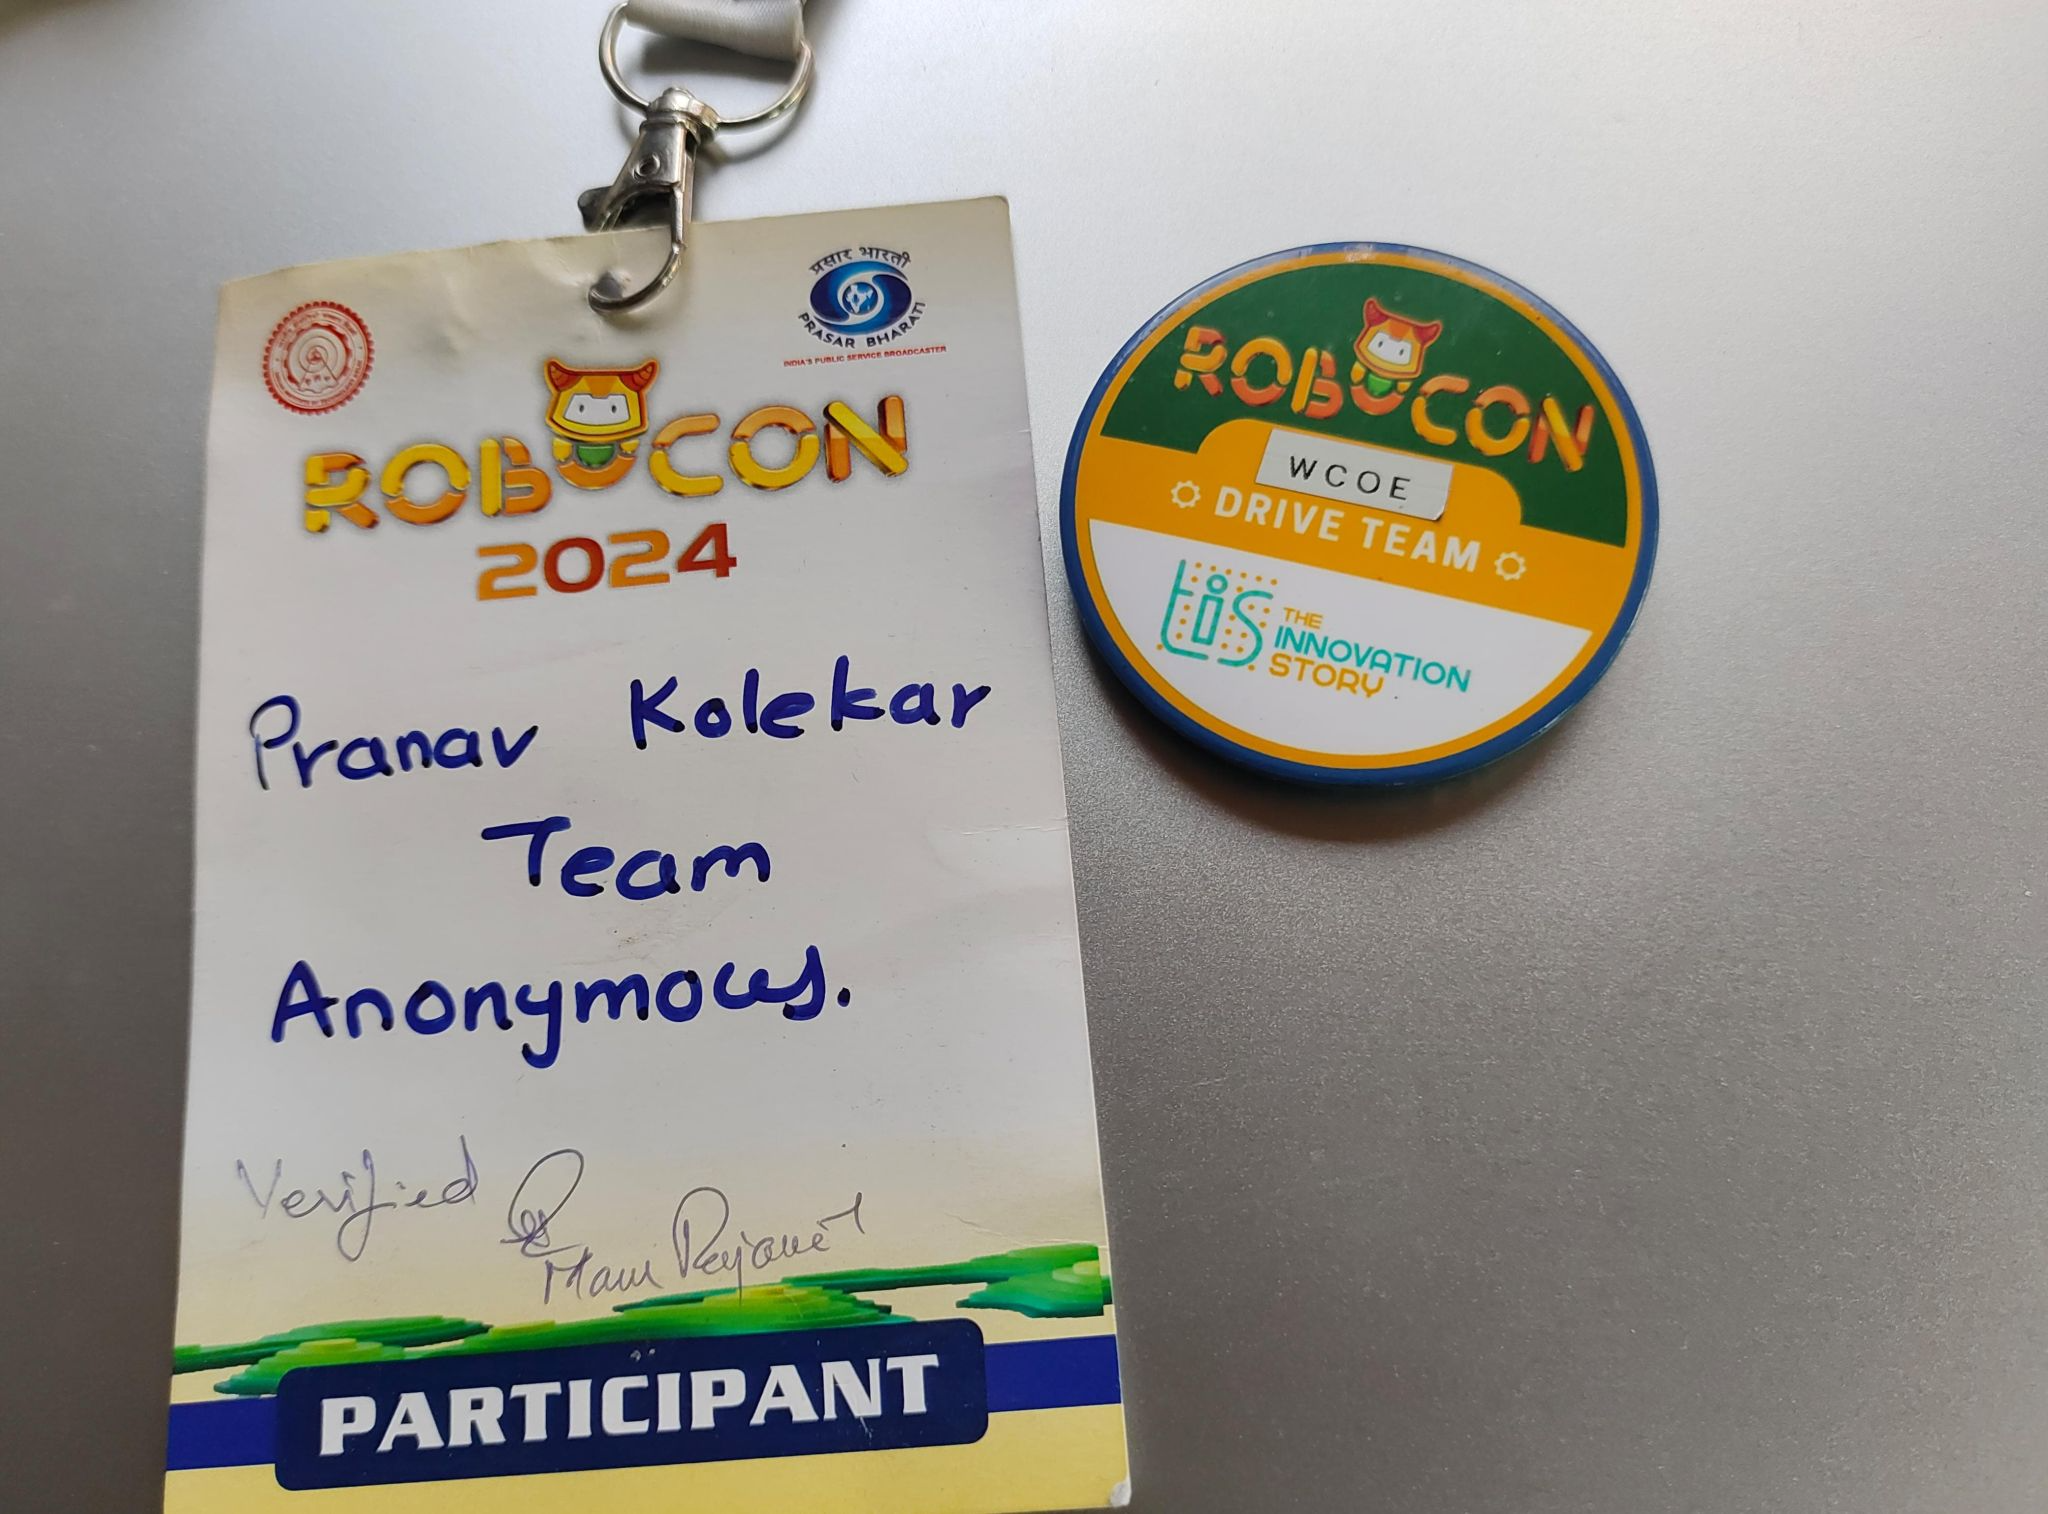 प्रसार भारती
PRASAR BHARATI
INDIA'S PUBLIC SERVICE BROADCASTER
ROBOCON
2024
Pranav Kolekar
Team
Anonymous.
Verified
PARTICIPANT
ROBOCON
WCOE
DRIVE TEAM
tis THE
INNOVATION
STORY